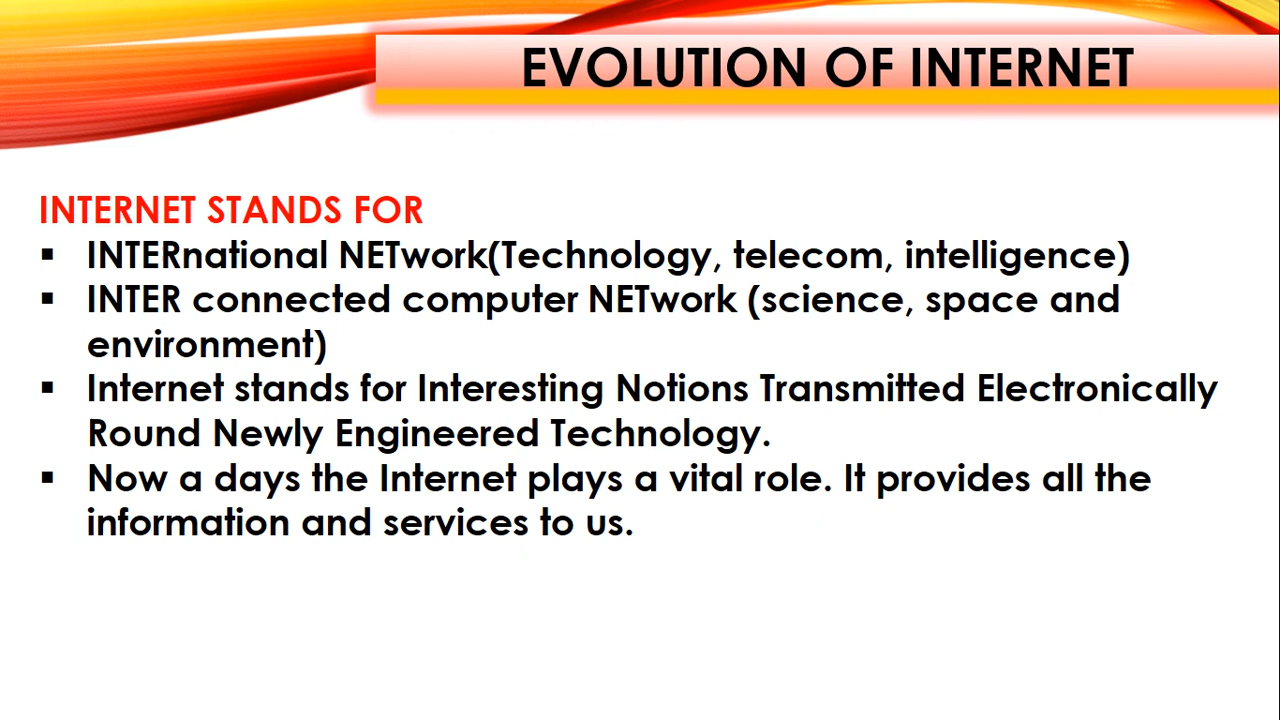 EVOLUTION OF INTERNET
INTERNET STANDS FOR
▪ INTERnational NETwork(Technology, telecom, intelligence)
▪ INTER connected computer NETwork (science, space and
environment)
▪ Internet stands for Interesting Notions Transmitted Electronically
Round Newly Engineered Technology.
▪ Now a days the Internet plays a vital role. It provides all the
information and services to us.